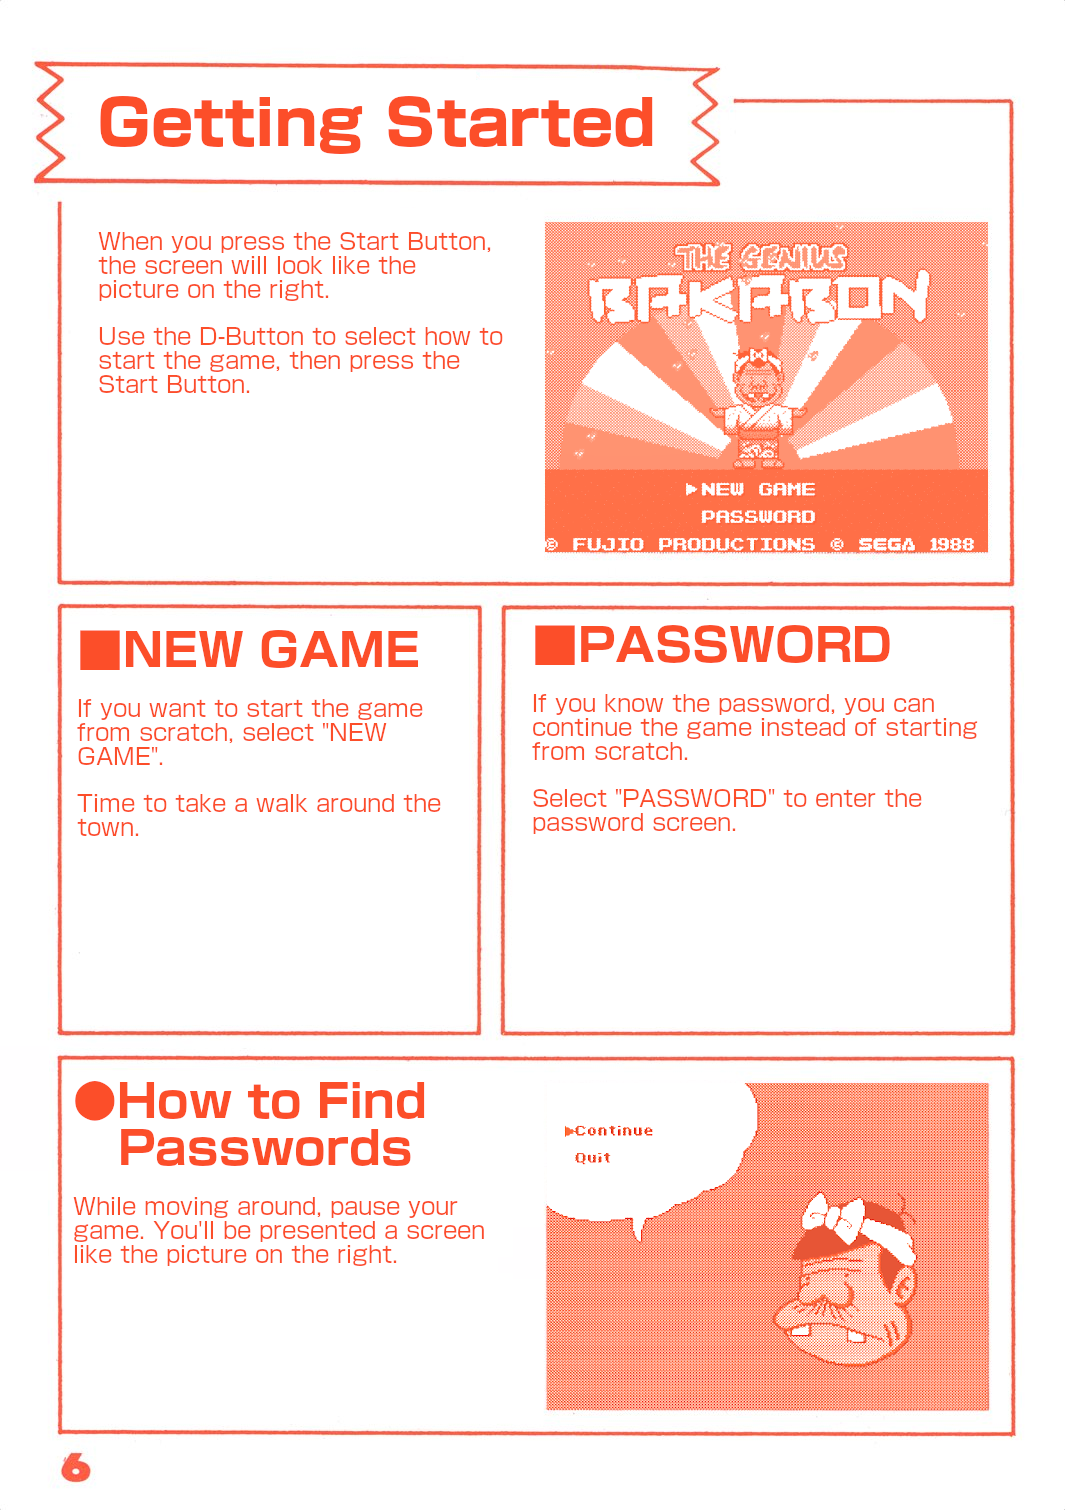 Getting Started
When you press the Start Button,
the screen will look like the
picture on the right.
Use the D-Button to select how to
start the game, then press the
Start Button.
THE GENIUS
BAKABON
NEW GAME
PASSWORD
© FUJIO PRODUCTIONS © SEGA 1988
■NEW GAME
If you want to start the game
from scratch, select "NEW
GAME".
Time to take a walk around the
town.
■PASSWORD
If you know the password, you can
continue the game instead of starting
from scratch.
Select "PASSWORD" to enter the
password screen.
●How to Find
Passwords
While moving around, pause your
game. You'll be presented a screen
like the picture on the right.
Continue
Quit
6